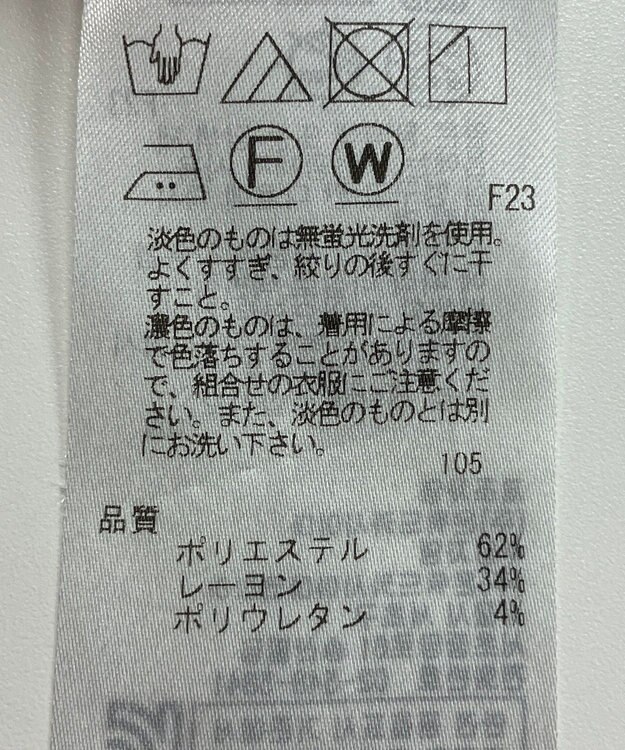 F W
F23
淡色のものは無蛍光洗剤を使用。
よくすすぎ、絞りの後すぐに干
すこと。
濃色のものは、着用による摩擦
で色落ちすることがありますの
で、組合せの衣服にご注意くだ
さい。また、淡色のものとは別
にお洗い下さい。
105
品質
ポリエステル 62%
レーヨン 34%
ポリウレタン 4%